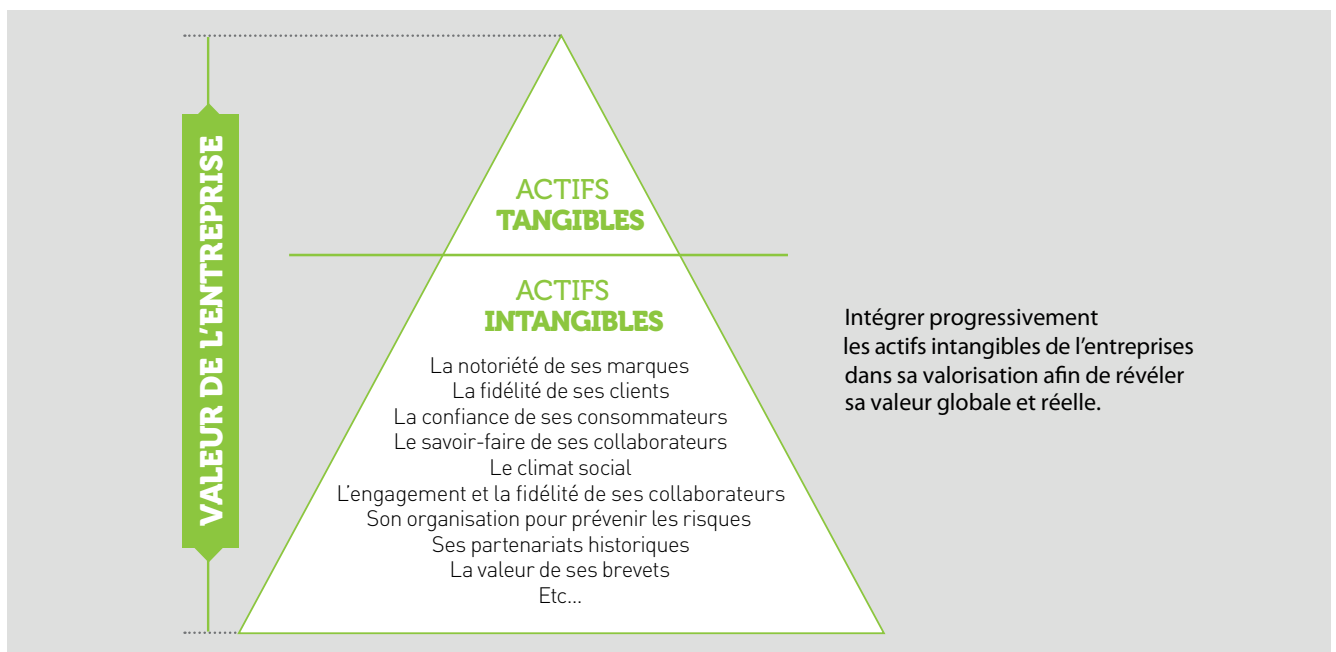 VALEUR DE L'ENTREPRISE
ACTIFS
TANGIBLES
ACTIFS
INTANGIBLES
La notoriété de ses marques
La fidélité de ses clients
La confiance de ses consommateurs
Le savoir-faire de ses collaborateurs
Le climat social
L'engagement et la fidélité de ses collaborateurs
Son organisation pour prévenir les risques
Ses partenariats historiques
La valeur de ses brevets
Etc...
Intégrer progressivement
les actifs intangibles de l'entreprises
dans sa valorisation afin de révéler
sa valeur globale et réelle.